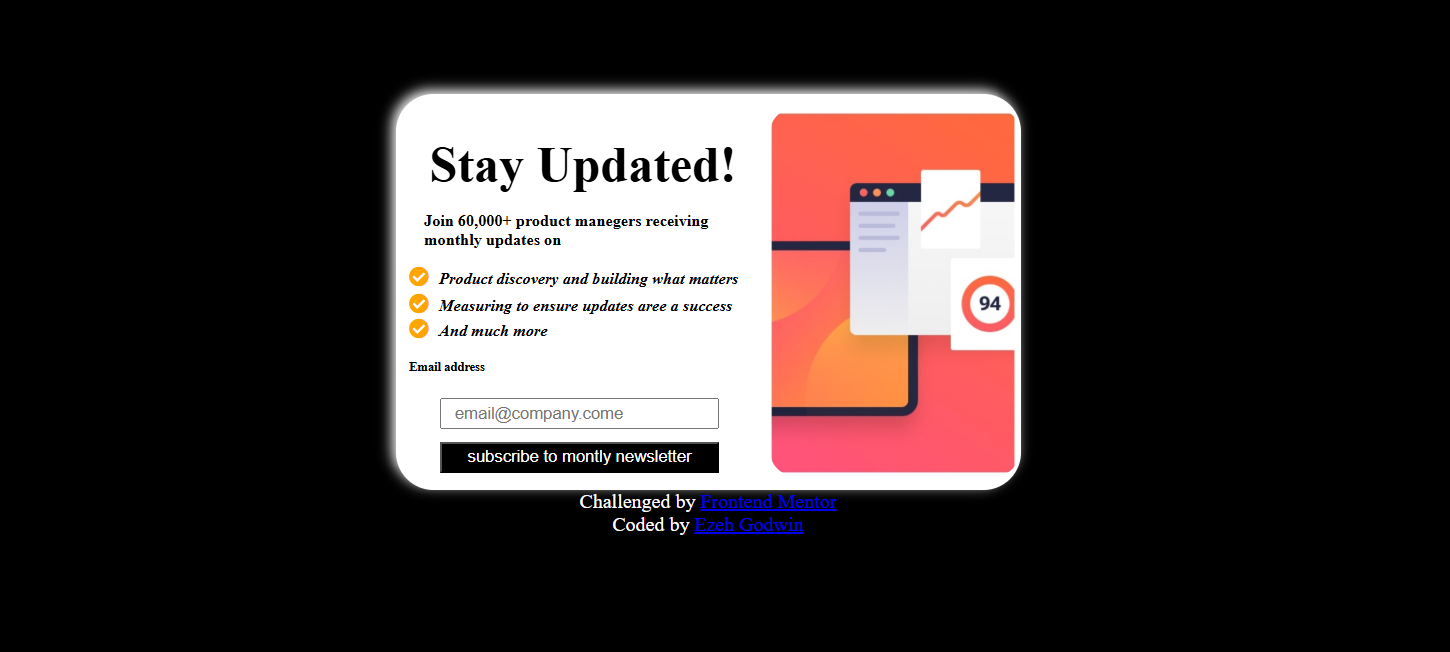 Stay Updated!
Join 60,000+ product manegers receiving
monthly updates on
Product discovery and building what matters
Measuring to ensure updates aree a success
And much more
Email address
email@company.come
subscribe to montly newsletter
94
Challenged by Frontend Mentor
Coded by Ezeh Godwin